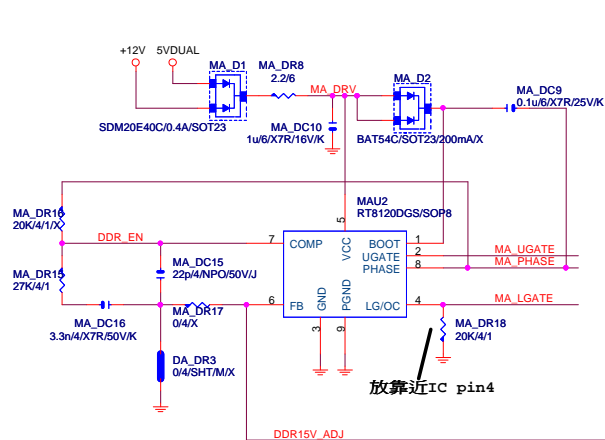 +12V
5VDUAL
MA_D1
MA_DR8
2.2/6
MA_DRV
MA_D2
MA_DC9
0.1u/6/X7R/25V/K
SDM20E40C/0.4A/SOT23
MA_DC10
1u/6/X7R/16V/K
BAT54C/SOT23/200mA/X
MA_DR16
20K/4/1/X
MAU2
RT8120DGS/SOP8
5
DDR_EN
7
COMP
VCC
BOOT
1
UGATE
2
MA_UGATE
PHASE
8
MA_PHASE
MA_DC15
22p/4/NPO/50V/J
MA_DR15
27K/4/1
MA_DC16
3.3n/4/X7R/50V/K
MA_DR17
0/4/X
6
FB
GND
PGND
LG/OC
4
MA_LGATE
3
9
MA_DR18
20K/4/1
DA_DR3
0/4/SHT/M/X
放靠近IC pin4
DDR15V_ADJ